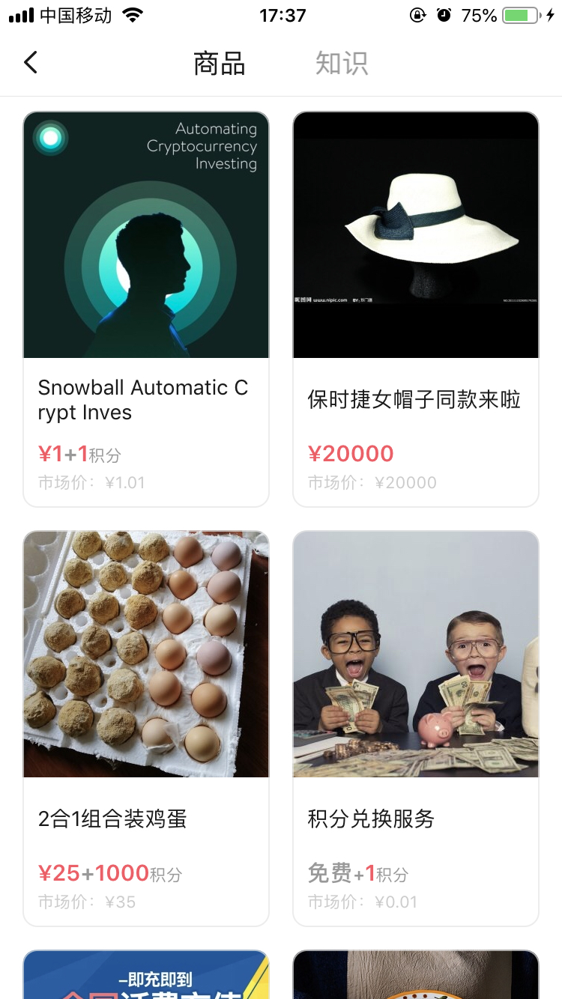 中国移动
17:37
75%
商品
知识
Automating
Cryptocurrency
Investing
Snowball Automatic C
rypt Inves
¥1+1积分
市场价：¥1.01
昵图网 www.nipic.com
保时捷女帽子同款来啦
¥20000
市场价：¥20000
2合1组合装鸡蛋
¥25+1000积分
市场价：¥35
积分兑换服务
免费+1积分
市场价：¥0.01
–即充即到